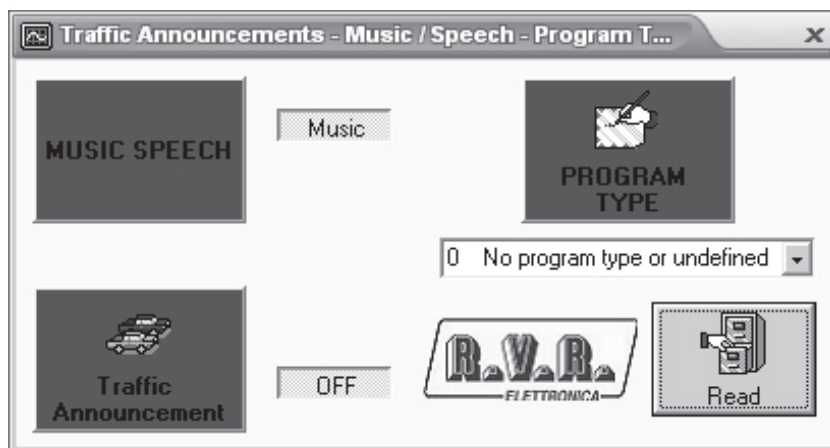 Traffic Announcements - Music / Speech - Program T...
MUSIC SPEECH
Music
PROGRAM
TYPE
0 No program type or undefined
Traffic
Announcement
OFF
R.V.R.
ELETTRONICA
Read